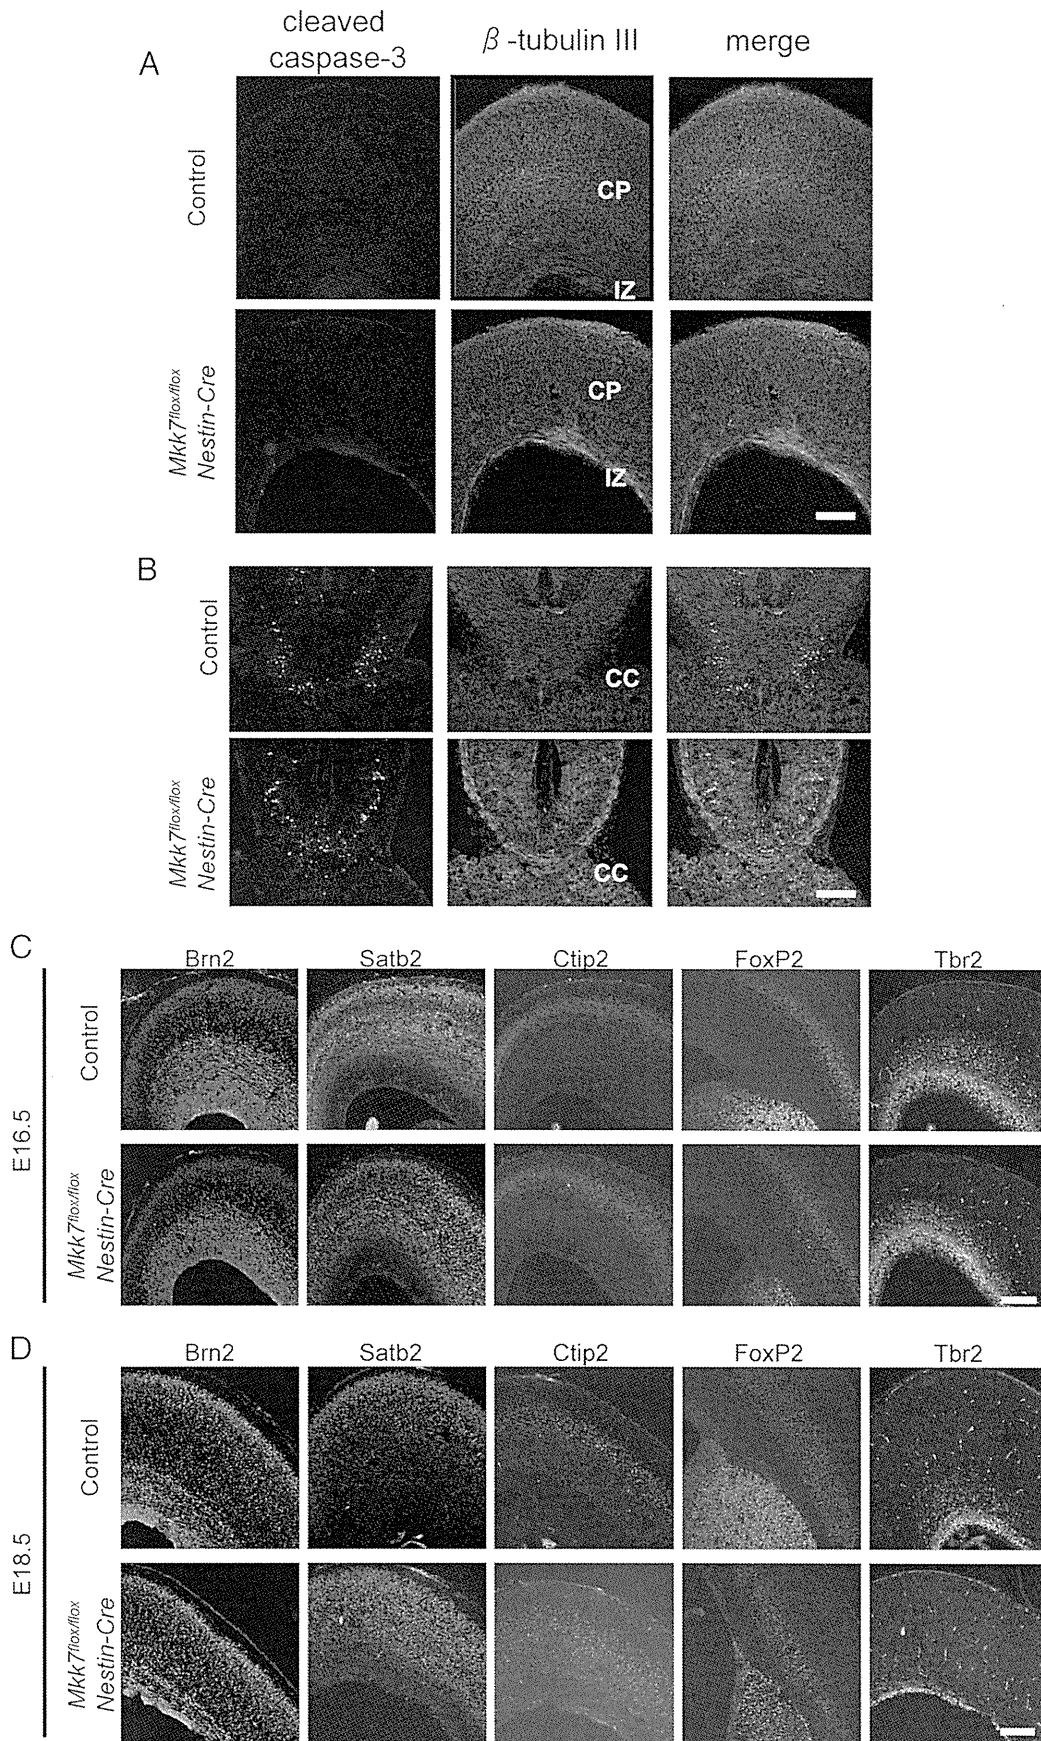 cleaved
caspase-3
β-tubulin III
merge
A
Control
CP
IZ
Mkk7flox/flox
Nestin-Cre
CP
IZ
B
Control
CC
Mkk7flox/flox
Nestin-Cre
CC
C
Brn2 Satb2 Ctip2 FoxP2 Tbr2
E16.5
Control
Mkk7flox/flox
Nestin-Cre
D
Brn2 Satb2 Ctip2 FoxP2 Tbr2
E18.5
Control
Mkk7flox/flox
Nestin-Cre